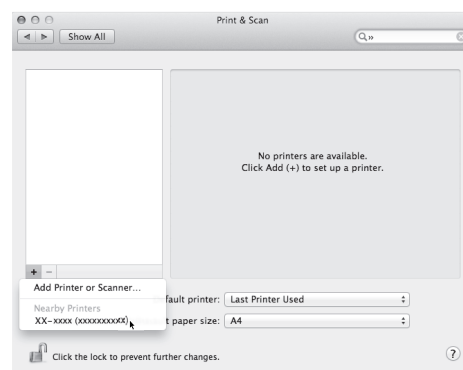 Print & Scan
Show All
»
No printers are available.
Click Add (+) to set up a printer.
+ −
Add Printer or Scanner...
Nearby Printers
XX-xxxx (xxxxxxxxxx)
fault printer: Last Printer Used
t paper size: A4
Click the lock to prevent further changes.
?